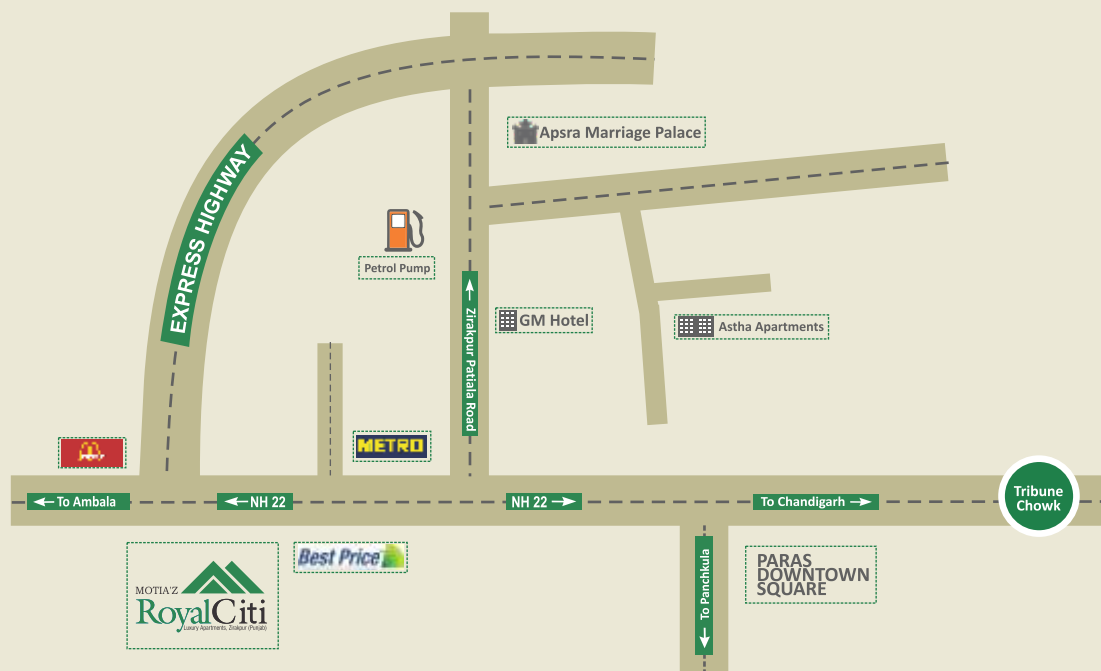 Apsra Marriage Palace
EXPRESS HIGHWAY
Petrol Pump
Zirakpur Patiala Road
GM Hotel
Astha Apartments
METRO
To Ambala
NH 22
NH 22
To Chandigarh
Tribune
Chowk
Best Price
To Panchkula
PARAS
DOWNTOWN
SQUARE
MOTIA'Z
RoyalCiti
Luxury Apartments, Zirakpur (Punjab)